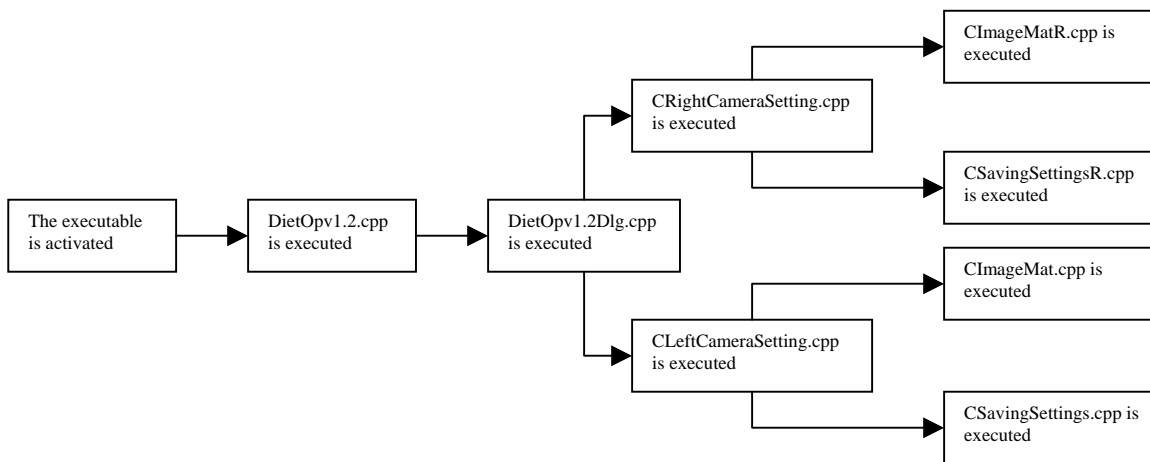 The executable
is activated
DietOpv1.2.cpp
is executed
DietOpv1.2Dlg.cpp
is executed
CRightCameraSetting.cpp
is executed
CImageMatR.cpp is
executed
CSavingSettingsR.cpp
is executed
CLeftCameraSetting.cpp
is executed
CImageMat.cpp is
executed
CSavingSettings.cpp is
executed